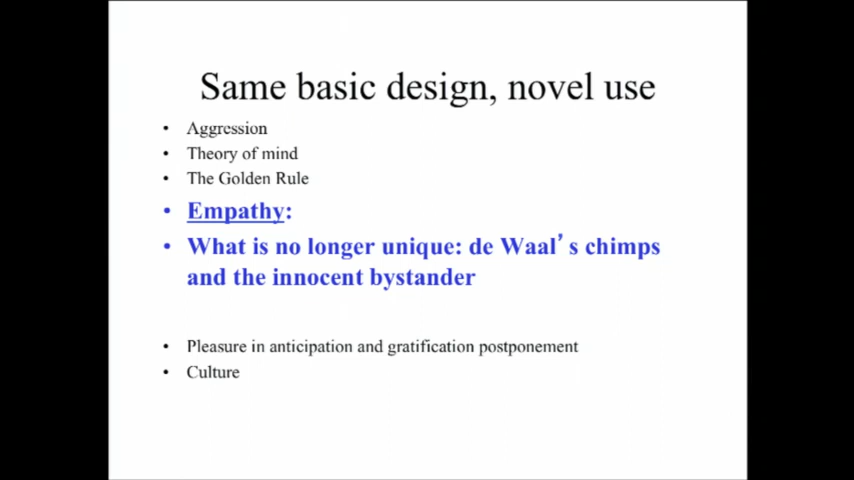 Same basic design, novel use
• Aggression
• Theory of mind
• The Golden Rule
• Empathy:
• What is no longer unique: de Waal’s chimps
and the innocent bystander
• Pleasure in anticipation and gratification postponement
• Culture